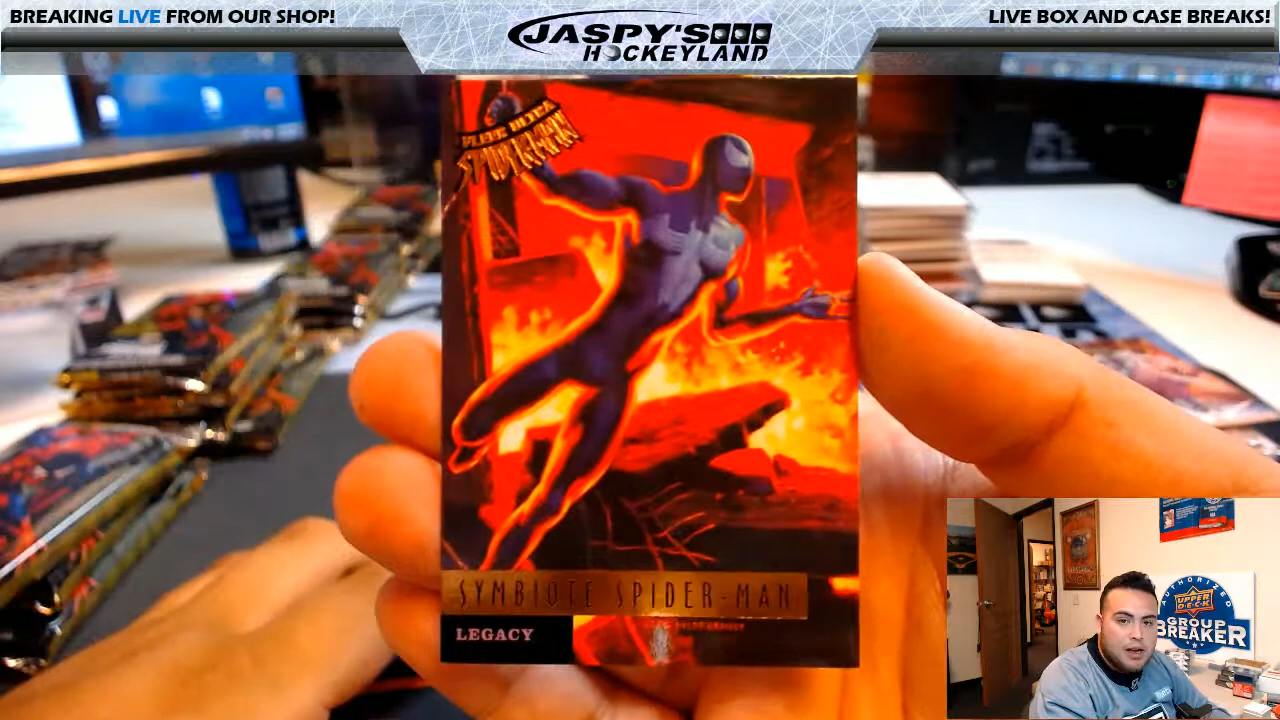 BREAKING LIVE FROM OUR SHOP!
JASPY'S
HOCKEYLAND
LIVE BOX AND CASE BREAKS!
FLEER ULTRA
SPIDER-MAN
SYMBIOTE SPIDER-MAN
LEGACY
AUTHORIZED
UPPER DECK
GROUP
BREAKER